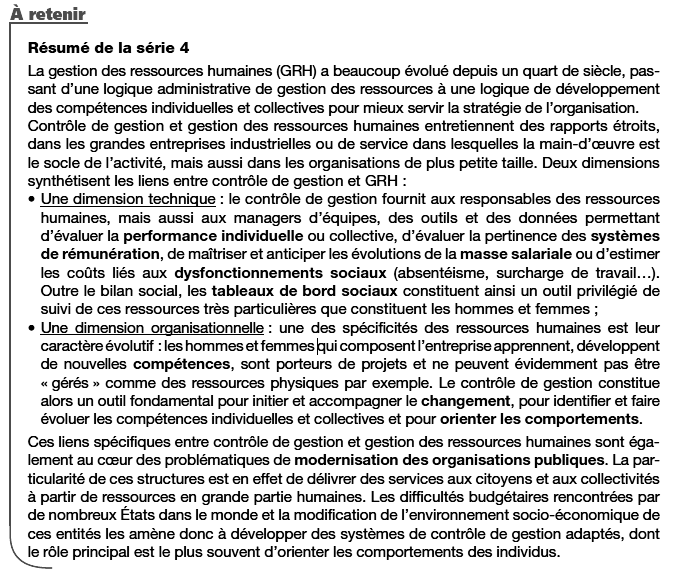 À retenir
Résumé de la série 4
La gestion des ressources humaines (GRH) a beaucoup évolué depuis un quart de siècle, pas-
sant d'une logique administrative de gestion des ressources à une logique de développement
des compétences individuelles et collectives pour mieux servir la stratégie de l'organisation.
Contrôle de gestion et gestion des ressources humaines entretiennent des rapports étroits,
dans les grandes entreprises industrielles ou de service dans lesquelles la main-d'œuvre est
le socle de l'activité, mais aussi dans les organisations de plus petite taille. Deux dimensions
synthétisent les liens entre contrôle de gestion et GRH :
• Une dimension technique : le contrôle de gestion fournit aux responsables des ressources
humaines, mais aussi aux managers d'équipes, des outils et des données permettant
d'évaluer la performance individuelle ou collective, d'évaluer la pertinence des systèmes
de rémunération, de maîtriser et anticiper les évolutions de la masse salariale ou d'estimer
les coûts liés aux dysfonctionnements sociaux (absentéisme, surcharge de travail…).
Outre le bilan social, les tableaux de bord sociaux constituent ainsi un outil privilégié de
suivi de ces ressources très particulières que constituent les hommes et femmes ;
• Une dimension organisationnelle : une des spécificités des ressources humaines est leur
caractère évolutif : les hommes et femmes qui composent l'entreprise apprennent, développent
de nouvelles compétences, sont porteurs de projets et ne peuvent évidemment pas être
« gérés » comme des ressources physiques par exemple. Le contrôle de gestion constitue
alors un outil fondamental pour initier et accompagner le changement, pour identifier et faire
évoluer les compétences individuelles et collectives et pour orienter les comportements.
Ces liens spécifiques entre contrôle de gestion et gestion des ressources humaines sont éga-
lement au cœur des problématiques de modernisation des organisations publiques. La par-
ticularité de ces structures est en effet de délivrer des services aux citoyens et aux collectivités
à partir de ressources en grande partie humaines. Les difficultés budgétaires rencontrées par
de nombreux États dans le monde et la modification de l'environnement socio-économique de
ces entités les amène donc à développer des systèmes de contrôle de gestion adaptés, dont
le rôle principal est le plus souvent d'orienter les comportements des individus.